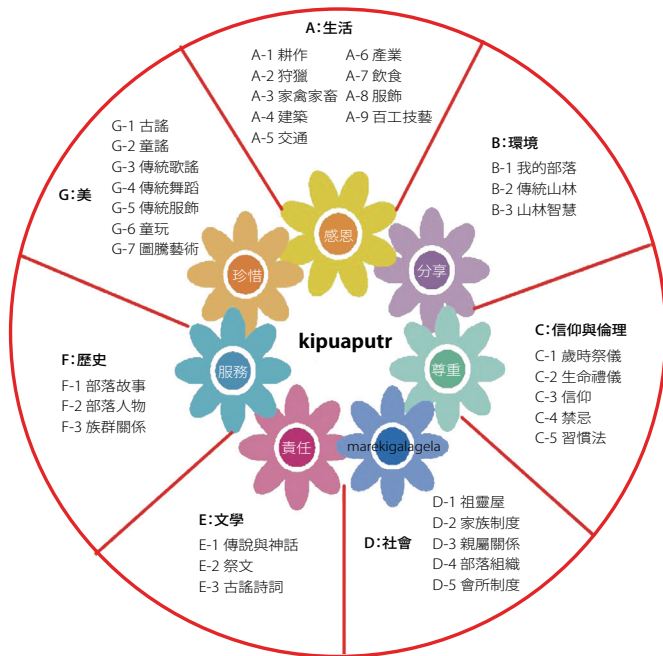 A:生活
A-1 耕作
A-2 狩獵
A-3 家禽家畜
A-4 建築
A-5 交通
A-6 產業
A-7 飲食
A-8 服飾
A-9 百工技藝
B:環境
B-1 我的部落
B-2 傳統山林
B-3 山林智慧
C:信仰與倫理
C-1 歲時祭儀
C-2 生命禮儀
C-3 信仰
C-4 禁忌
C-5 習慣法
D:社會
D-1 祖靈屋
D-2 家族制度
D-3 親屬關係
D-4 部落組織
D-5 會所制度
E:文學
E-1 傳說與神話
E-2 祭文
E-3 古謠詩詞
F:歷史
F-1 部落故事
F-2 部落人物
F-3 族群關係
G:美
G-1 古謠
G-2 童謠
G-3 傳統歌謠
G-4 傳統舞蹈
G-5 傳統服飾
G-6 童玩
G-7 圖騰藝術
感恩
分享
尊重
marekigalagela
責任
服務
珍惜
kipuaputr